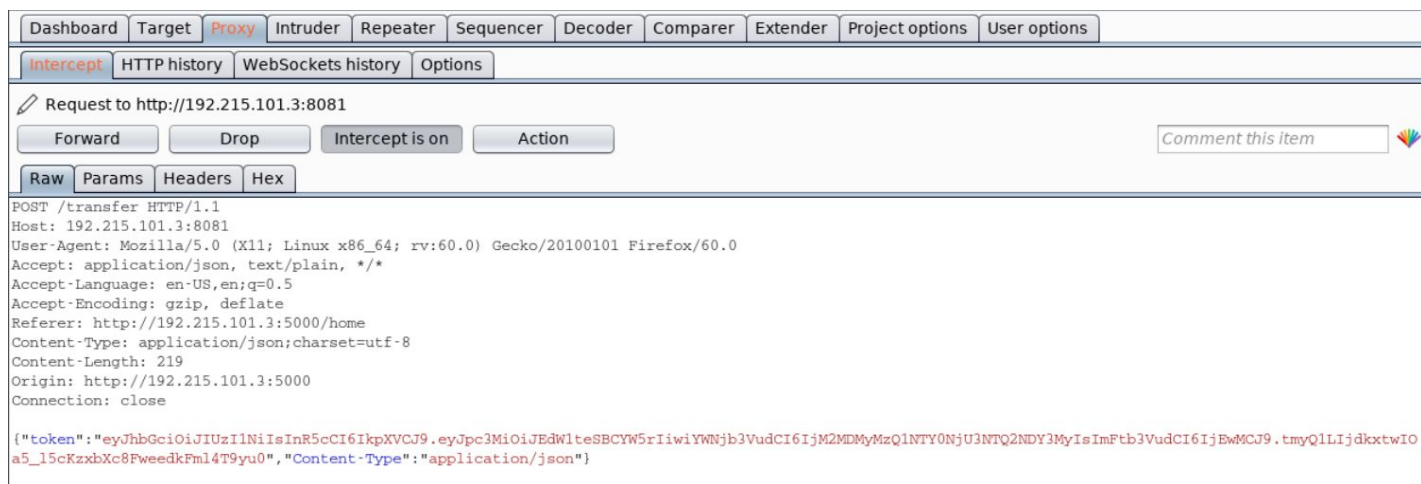 Dashboard Target Proxy Intruder Repeater Sequencer Decoder Comparer Extender Project options User options
Intercept HTTP history WebSockets history Options
Request to http://192.215.101.3:8081
Forward Drop Intercept is on Action Comment this item
Raw Params Headers Hex
POST /transfer HTTP/1.1
Host: 192.215.101.3:8081
User-Agent: Mozilla/5.0 (X11; Linux x86_64; rv:60.0) Gecko/20100101 Firefox/60.0
Accept: application/json, text/plain, */*
Accept-Language: en-US,en;q=0.5
Accept-Encoding: gzip, deflate
Referer: http://192.215.101.3:5000/home
Content-Type: application/json;charset=utf-8
Content-Length: 219
Origin: http://192.215.101.3:5000
Connection: close
{"token":"eyJhbGciOiJIUzI1NiIsInR5cCI6IkpXVCJ9.eyJpc3MiOiJEdW1teSBCYW5rIiwiYWNjb3VudCI6IjM2MDMyMzQ1NTY0NjU3NTQ2NDY3MyIsImFtb3VudCI6IjEwMCJ9.tmyQ1LIjdkxtwIO
a5_l5cKzxbXc8FweedkFml4T9yu0","Content-Type":"application/json"}